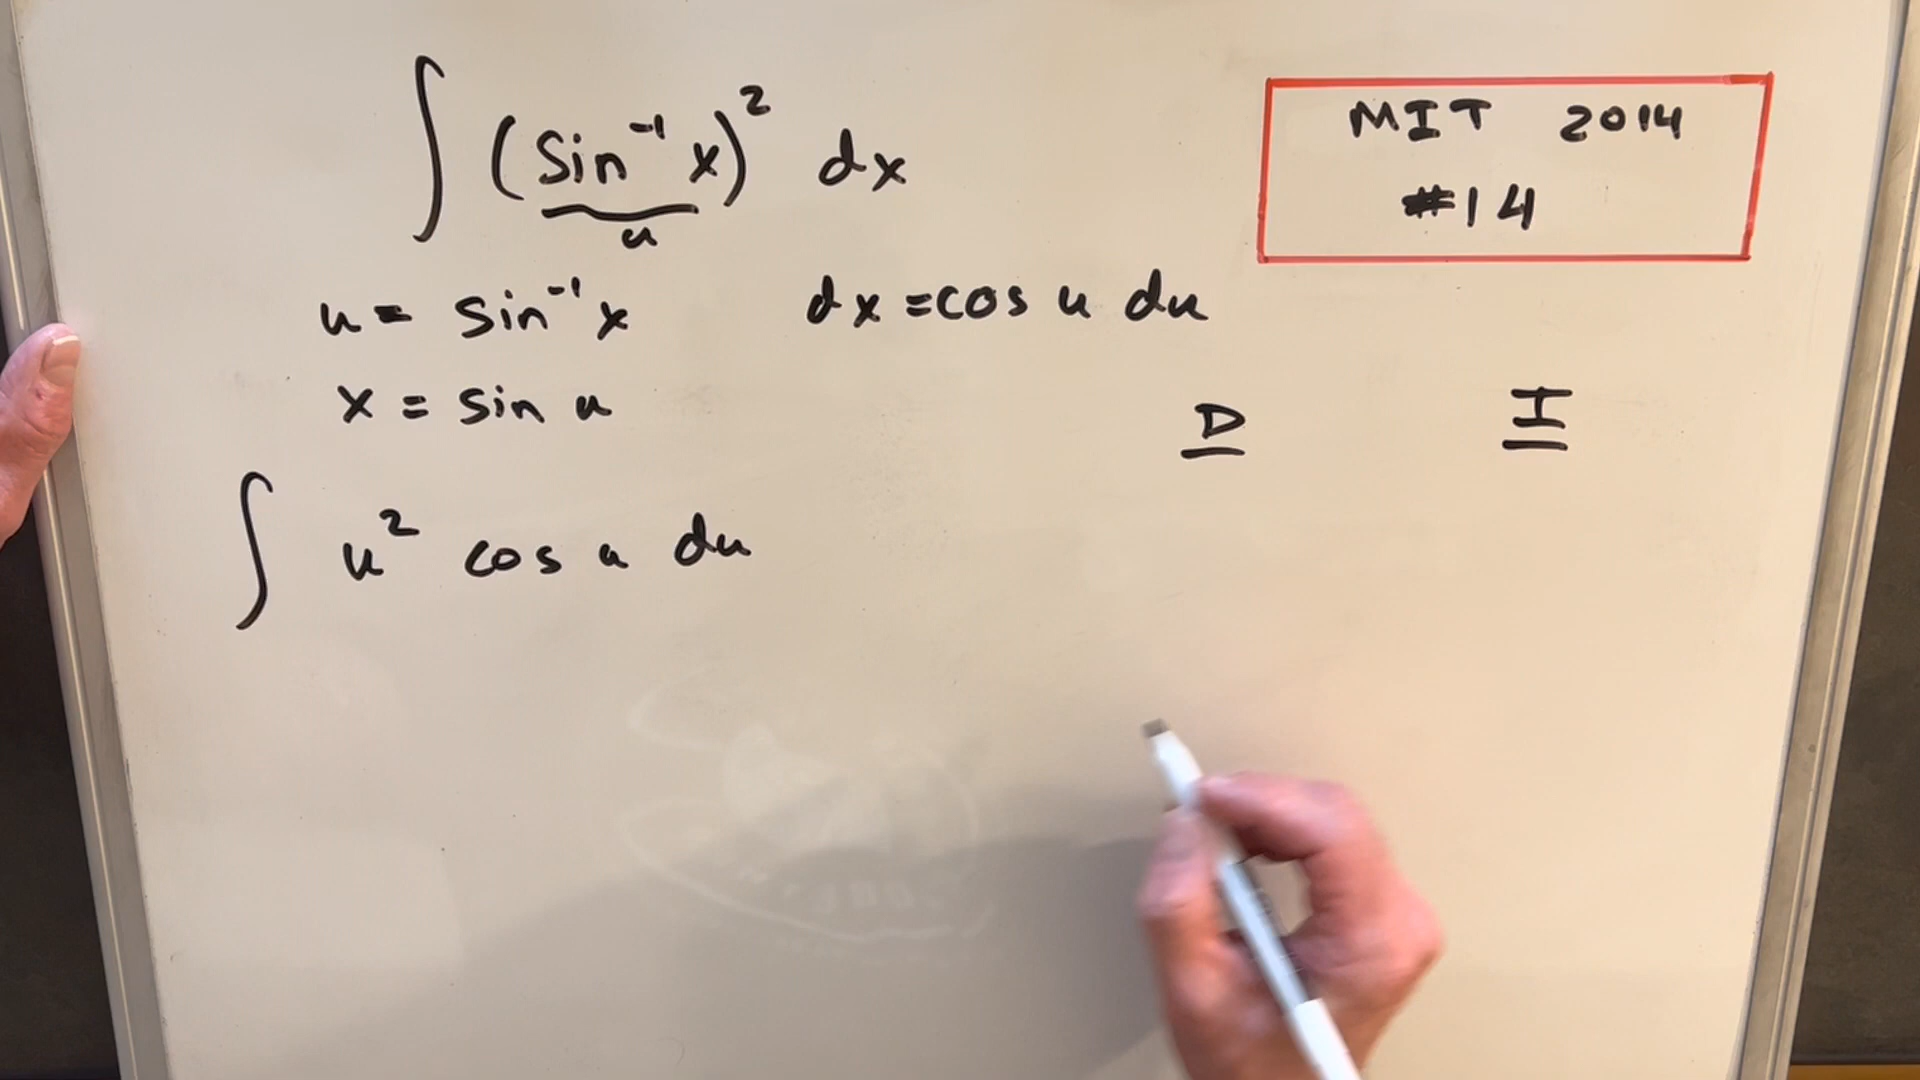 ∫ (sin⁻¹ x)² dx
u
MIT 2014
#14
u = sin⁻¹ x
dx = cos u du
x = sin u
D
I
∫ u² cos u du